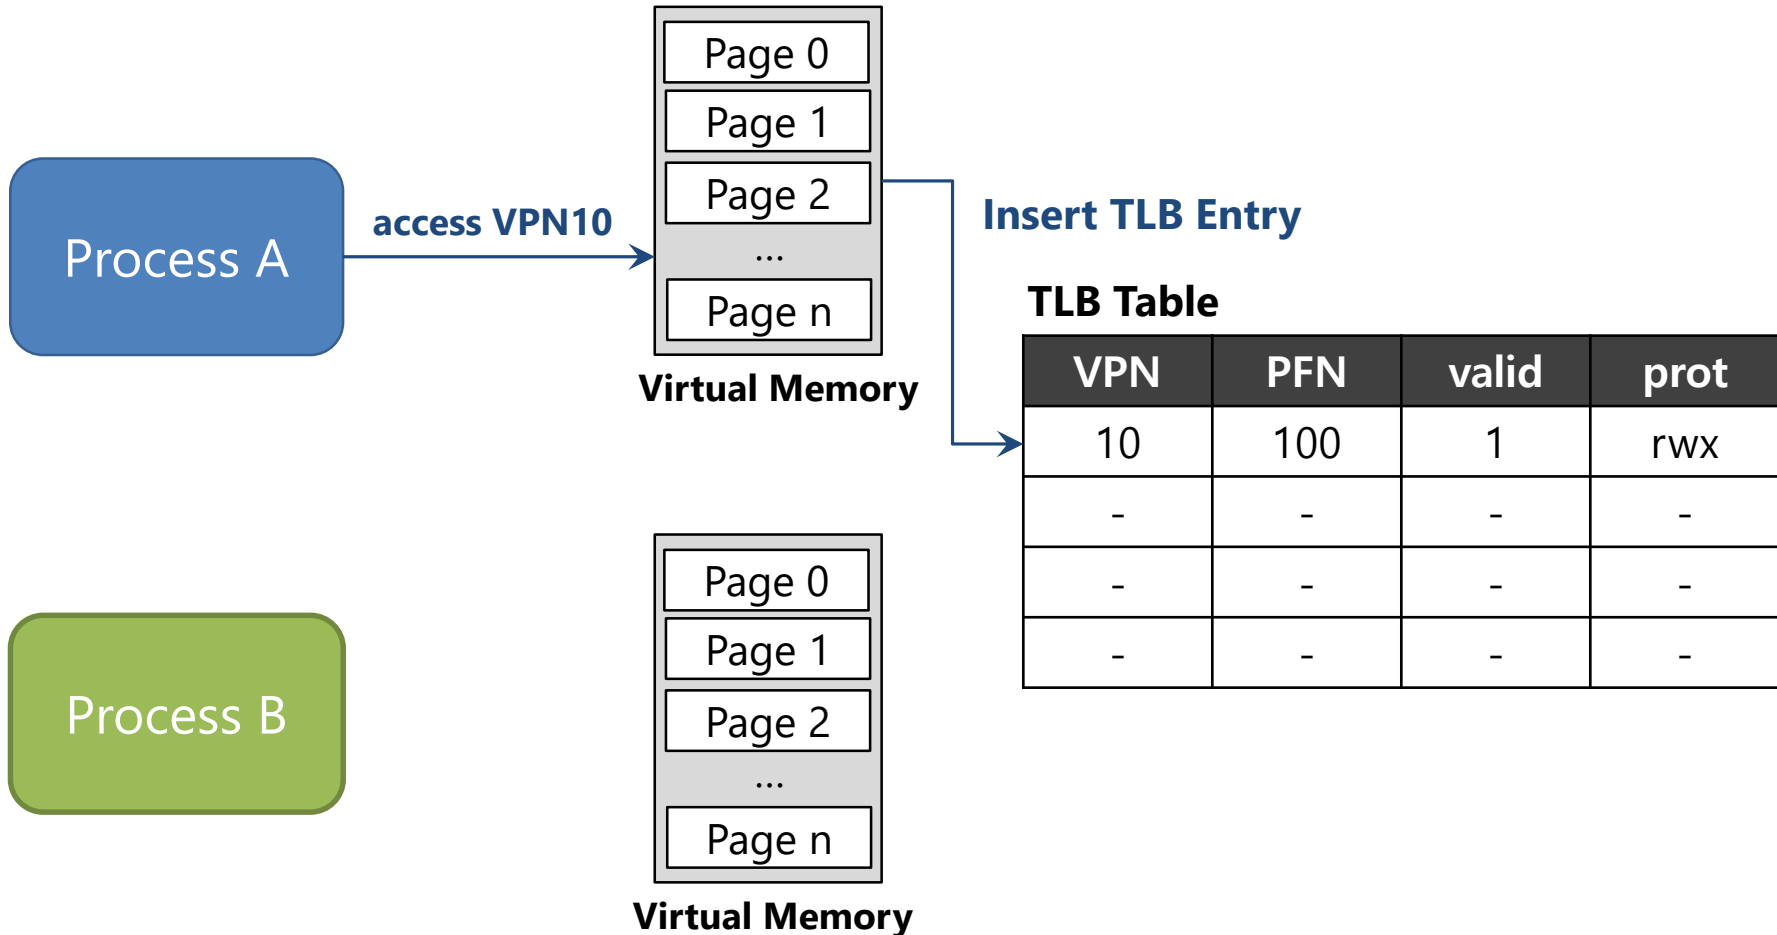 Page 0
Page 1
Page 2
...
Page n
Virtual Memory
Process A
access VPN10
Insert TLB Entry
TLB Table
VPN PFN valid prot
10 100 1 rwx
- - - -
- - - -
- - - -
Process B
Page 0
Page 1
Page 2
...
Page n
Virtual Memory